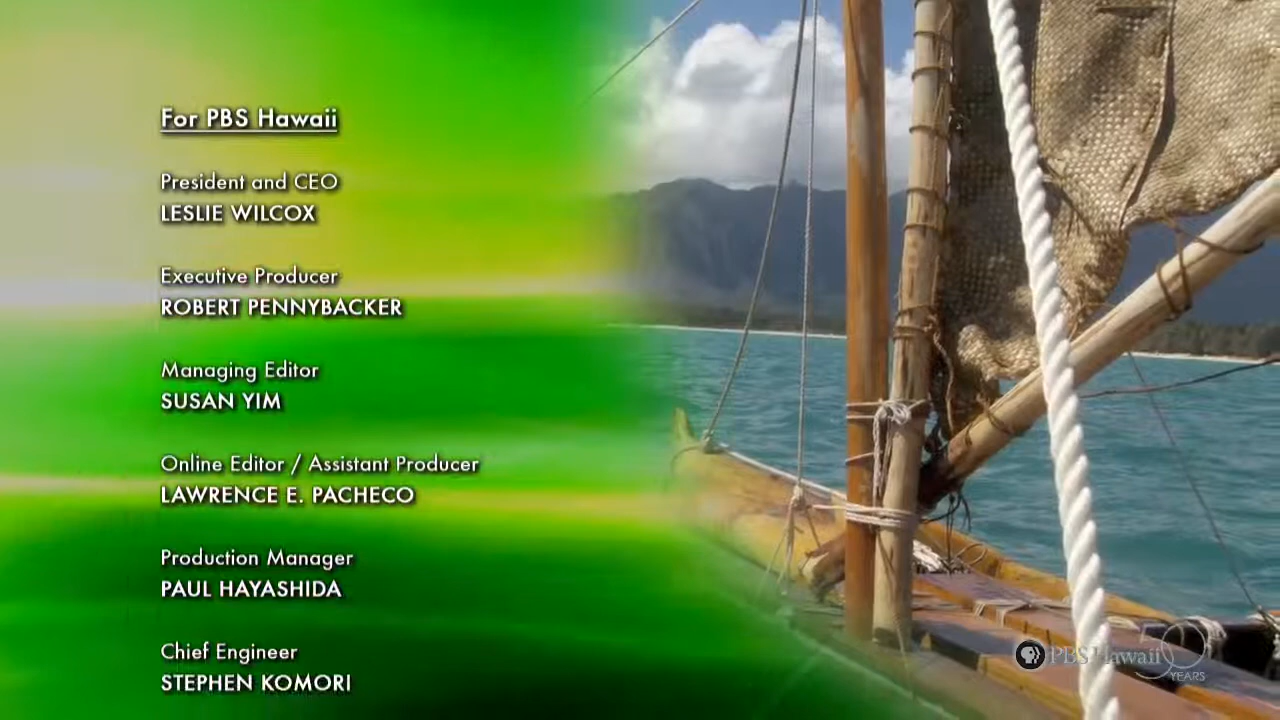 For PBS Hawaii
President and CEO
LESLIE WILCOX
Executive Producer
ROBERT PENNYBACKER
Managing Editor
SUSAN YIM
Online Editor / Assistant Producer
LAWRENCE E. PACHECO
Production Manager
PAUL HAYASHIDA
Chief Engineer
STEPHEN KOMORI
PBS Hawaii 50
YEARS